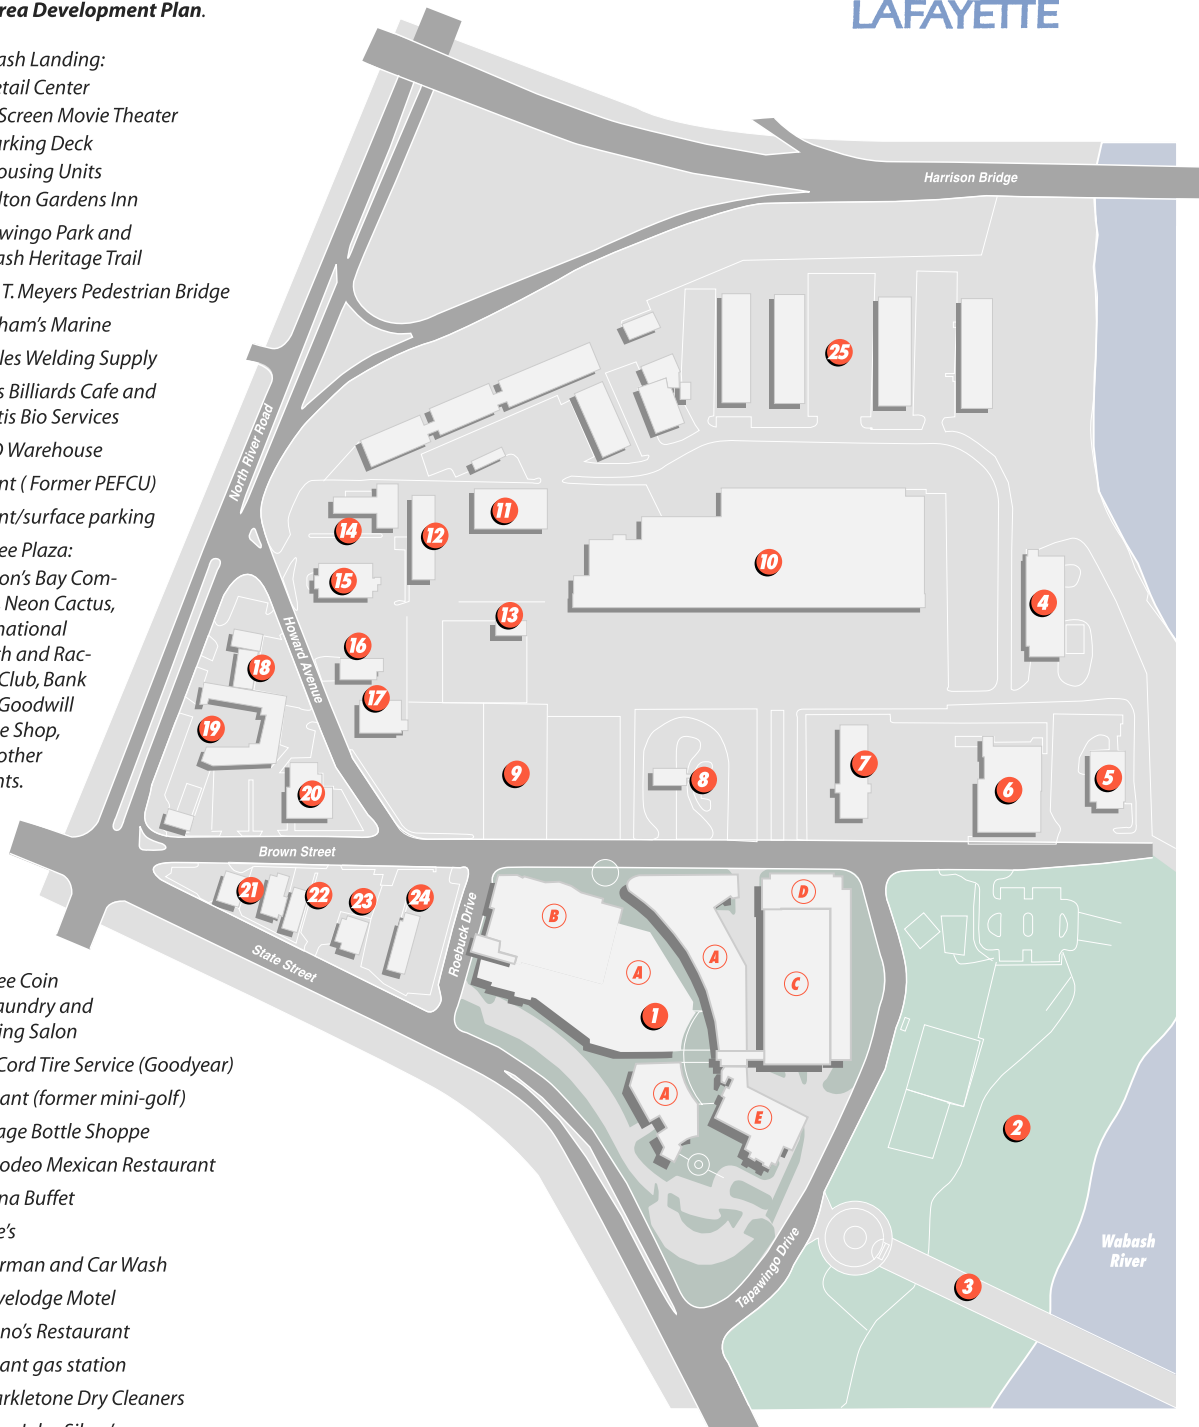 rea Development Plan.
LAFAYETTE
ash Landing:
etail Center
Screen Movie Theater
arking Deck
ousing Units
lton Gardens Inn
wingo Park and
ash Heritage Trail
T. Meyers Pedestrian Bridge
ham's Marine
les Welding Supply
s Billiards Cafe and
tis Bio Services
O Warehouse
nt ( Former PEFCU)
nt/surface parking
ee Plaza:
on's Bay Com-
, Neon Cactus,
national
th and Rac-
Club, Bank
Goodwill
e Shop,
other
nts.
ee Coin
aundry and
ing Salon
Cord Tire Service (Goodyear)
ant (former mini-golf)
age Bottle Shoppe
odeo Mexican Restaurant
na Buffet
e's
rman and Car Wash
velodge Motel
no's Restaurant
ant gas station
arkletone Dry Cleaners
Harrison Bridge
25
North River Road
11
14
12
10
15
4
13
16
Howard Avenue
18
17
19
9
8
7
6
5
20
Brown Street
21
22
23
24
Roebuck Drive
State Street
B
D
A
A
C
1
A
E
2
Tapawingo Drive
Wabash
River
3